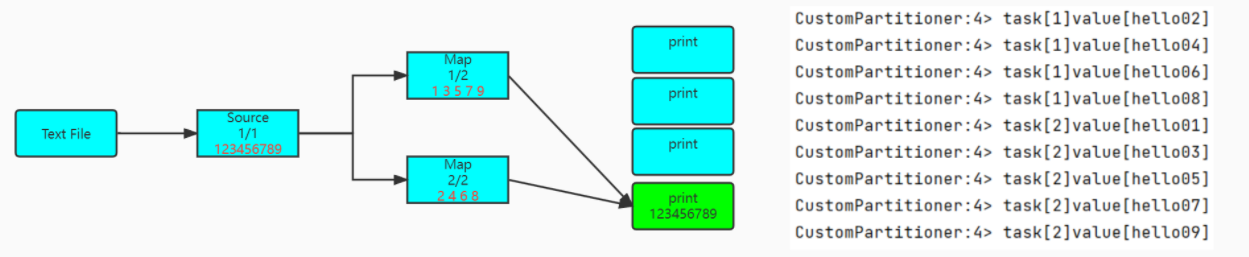 Text File
Source
1/1
123456789
Map
1/2
1 3 5 7 9
Map
2/2
2 4 6 8
print
print
print
print
123456789
CustomPartitioner:4> task[1]value[hello02]
CustomPartitioner:4> task[1]value[hello04]
CustomPartitioner:4> task[1]value[hello06]
CustomPartitioner:4> task[1]value[hello08]
CustomPartitioner:4> task[2]value[hello01]
CustomPartitioner:4> task[2]value[hello03]
CustomPartitioner:4> task[2]value[hello05]
CustomPartitioner:4> task[2]value[hello07]
CustomPartitioner:4> task[2]value[hello09]